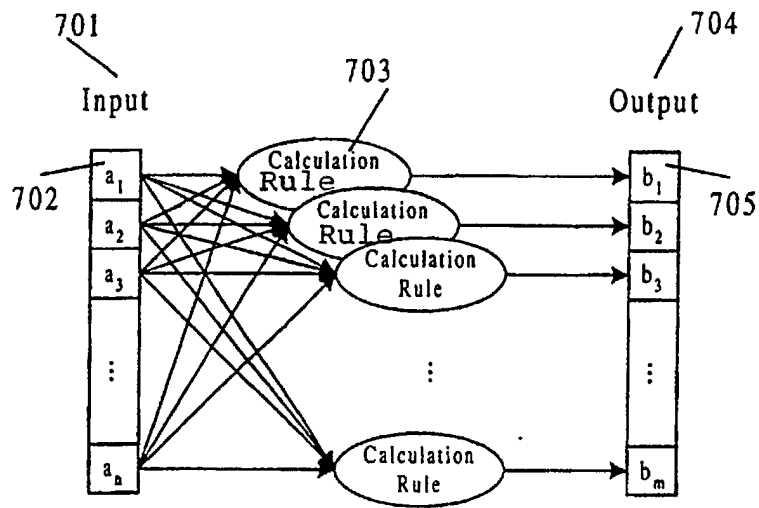 701
704
703
Input
Output
Calculation
Rule
a1
b1
702
705
Calculation
Rule
a2
b2
Calculation
Rule
a3
b3
⋮
⋮
⋮
Calculation
Rule
an
bm